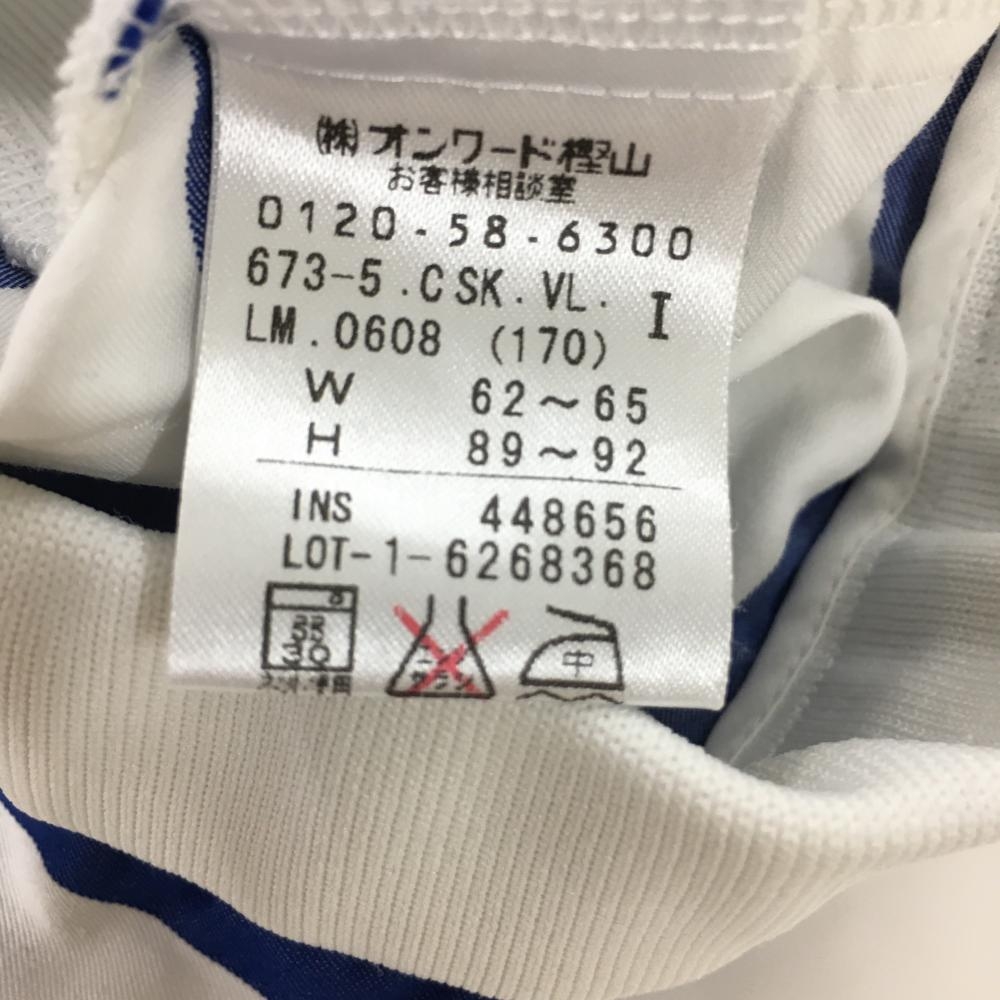 (株)オンワード樫山
お客様相談室
0120-58-6300
673-5.CSK.VL. I
LM.0608 (170)
W 62〜65
H 89〜92
INS 448656
LOT-1-6268368
30
中